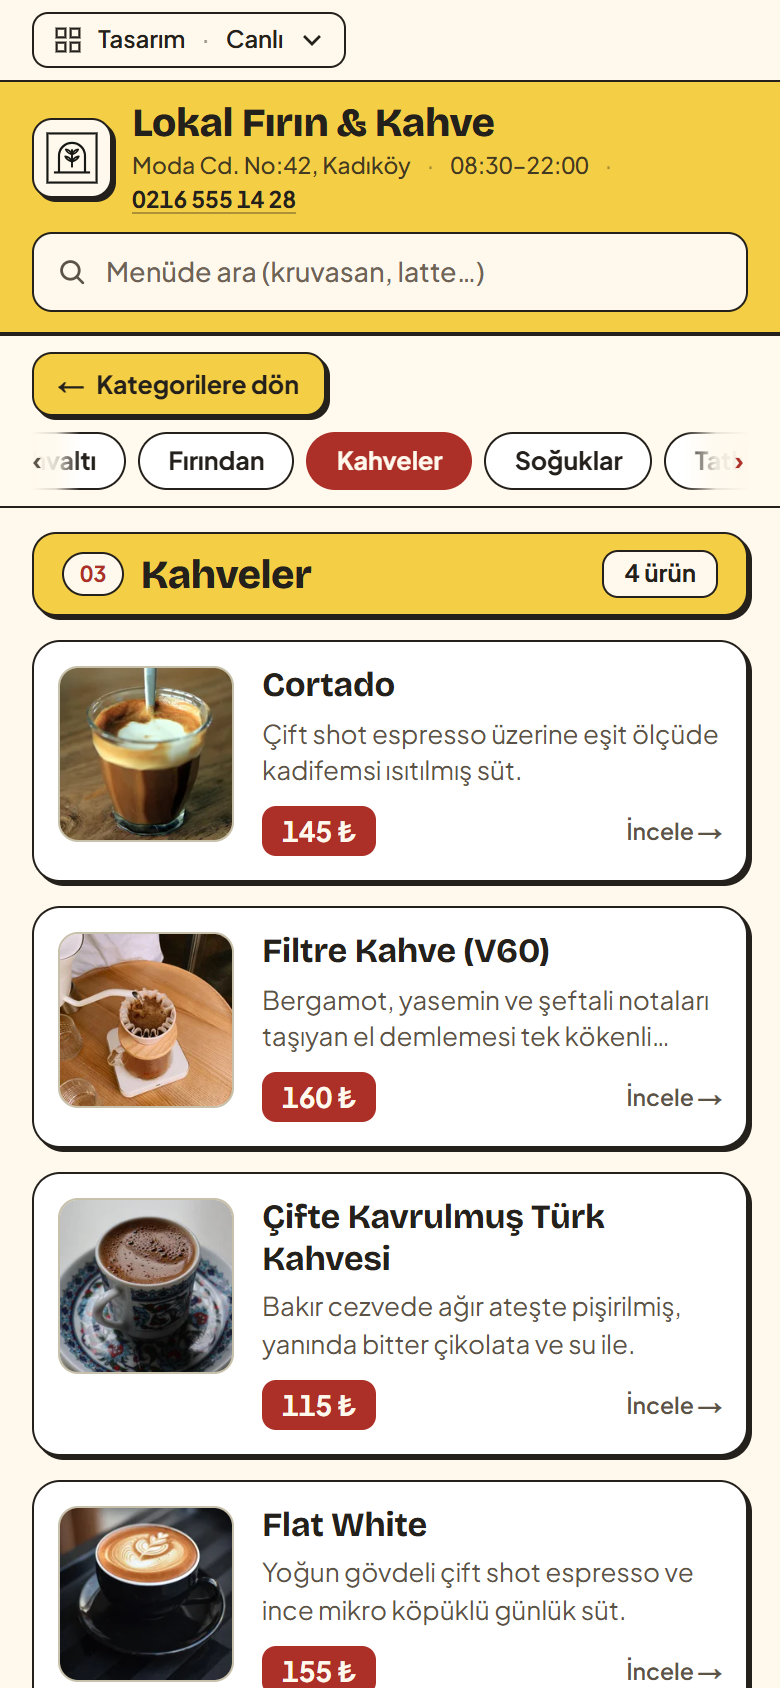 Tasarım · Canlı
Lokal Fırın & Kahve
Moda Cd. No:42, Kadıköy · 08:30–22:00 ·
0216 555 14 28
Menüde ara (kruvasan, latte...)
← Kategorilere dön
‹ valtı Fırından Kahveler Soğuklar Tat ›
03 Kahveler 4 ürün
Cortado
Çift shot espresso üzerine eşit ölçüde
kadifemsi ısıtılmış süt.
145 ₺ İncele →
Filtre Kahve (V60)
Bergamot, yasemin ve şeftali notaları
taşıyan el demlemesi tek kökenli...
160 ₺ İncele →
Çifte Kavrulmuş Türk
Kahvesi
Bakır cezvede ağır ateşte pişirilmiş,
yanında bitter çikolata ve su ile.
115 ₺ İncele →
Flat White
Yoğun gövdeli çift shot espresso ve
ince mikro köpüklü günlük süt.
155 ₺ İncele →